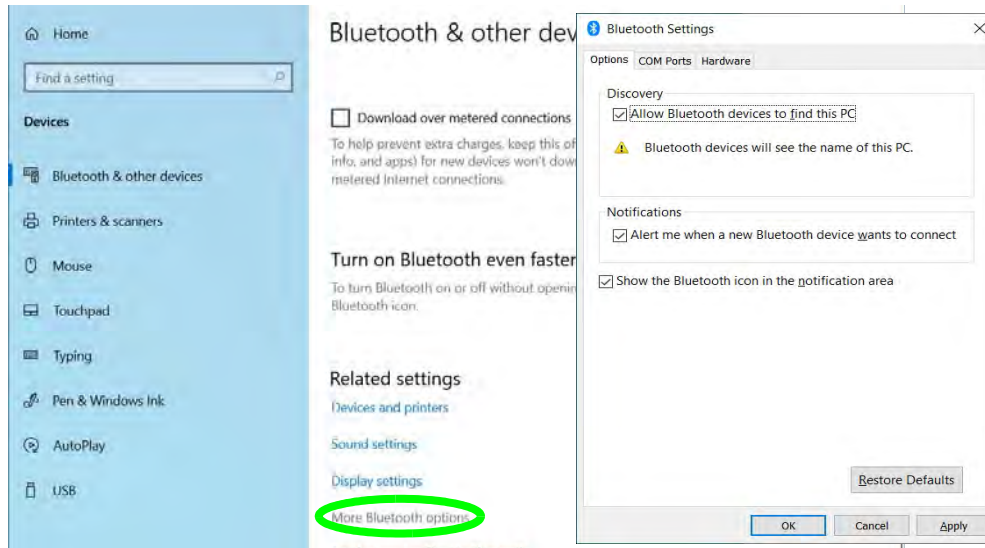 Home
Find a setting
Devices
Bluetooth & other devices
Printers & scanners
Mouse
Touchpad
Typing
Pen & Windows Ink
AutoPlay
USB
Bluetooth & other dev
Download over metered connections
To help prevent extra charges, keep this of
info, and apps) for new devices won't dow
metered Internet connections.
Turn on Bluetooth even faster
To turn Bluetooth on or off without openin
Bluetooth icon.
Related settings
Devices and printers
Sound settings
Display settings
More Bluetooth options
Bluetooth Settings
Options COM Ports Hardware
Discovery
Allow Bluetooth devices to find this PC
Bluetooth devices will see the name of this PC.
Notifications
Alert me when a new Bluetooth device wants to connect
Show the Bluetooth icon in the notification area
Restore Defaults
OK Cancel Apply